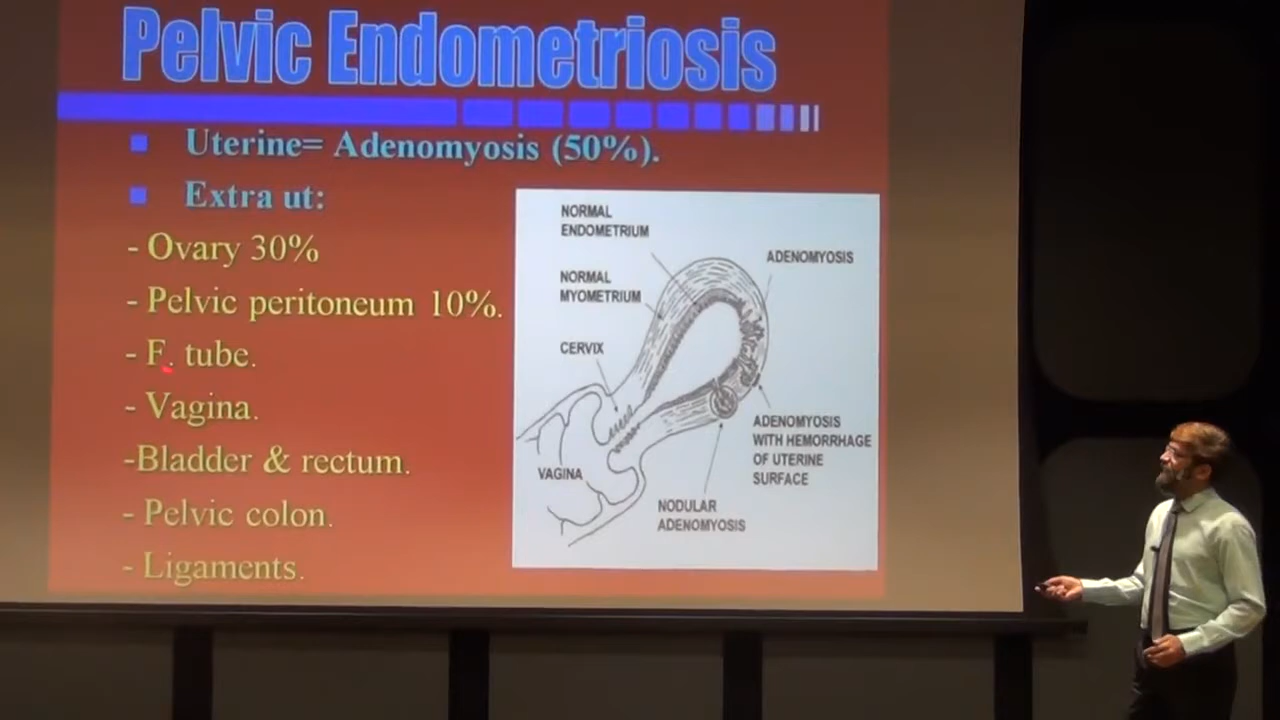 Pelvic Endometriosis
Uterine= Adenomyosis (50%).
Extra ut:
- Ovary 30%
- Pelvic peritoneum 10%.
- F. tube.
- Vagina.
-Bladder & rectum.
- Pelvic colon.
- Ligaments.
NORMAL
ENDOMETRIUM
ADENOMYOSIS
NORMAL
MYOMETRIUM
CERVIX
ADENOMYOSIS
WITH HEMORRHAGE
OF UTERINE
SURFACE
VAGINA
NODULAR
ADENOMYOSIS